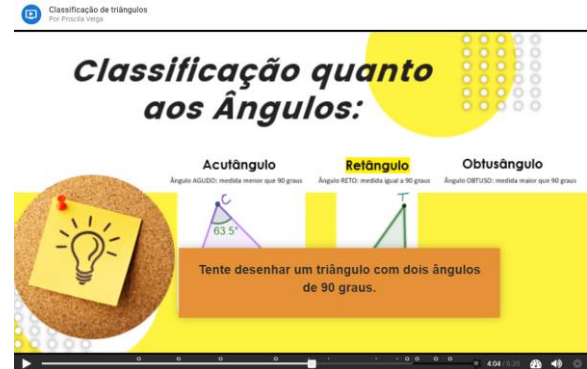 Classificação de triângulos
Por Priscila Veiga
Classificação quanto
aos Ângulos:
Acutângulo
Ângulo AGUDO: medida menor que 90 graus
Retângulo
Ângulo RETO: medida igual a 90 graus
Obtusângulo
Ângulo OBTUSO: medida maior que 90 graus
C
63.5°
T
Tente desenhar um triângulo com dois ângulos
de 90 graus.
4:04 / 6:25